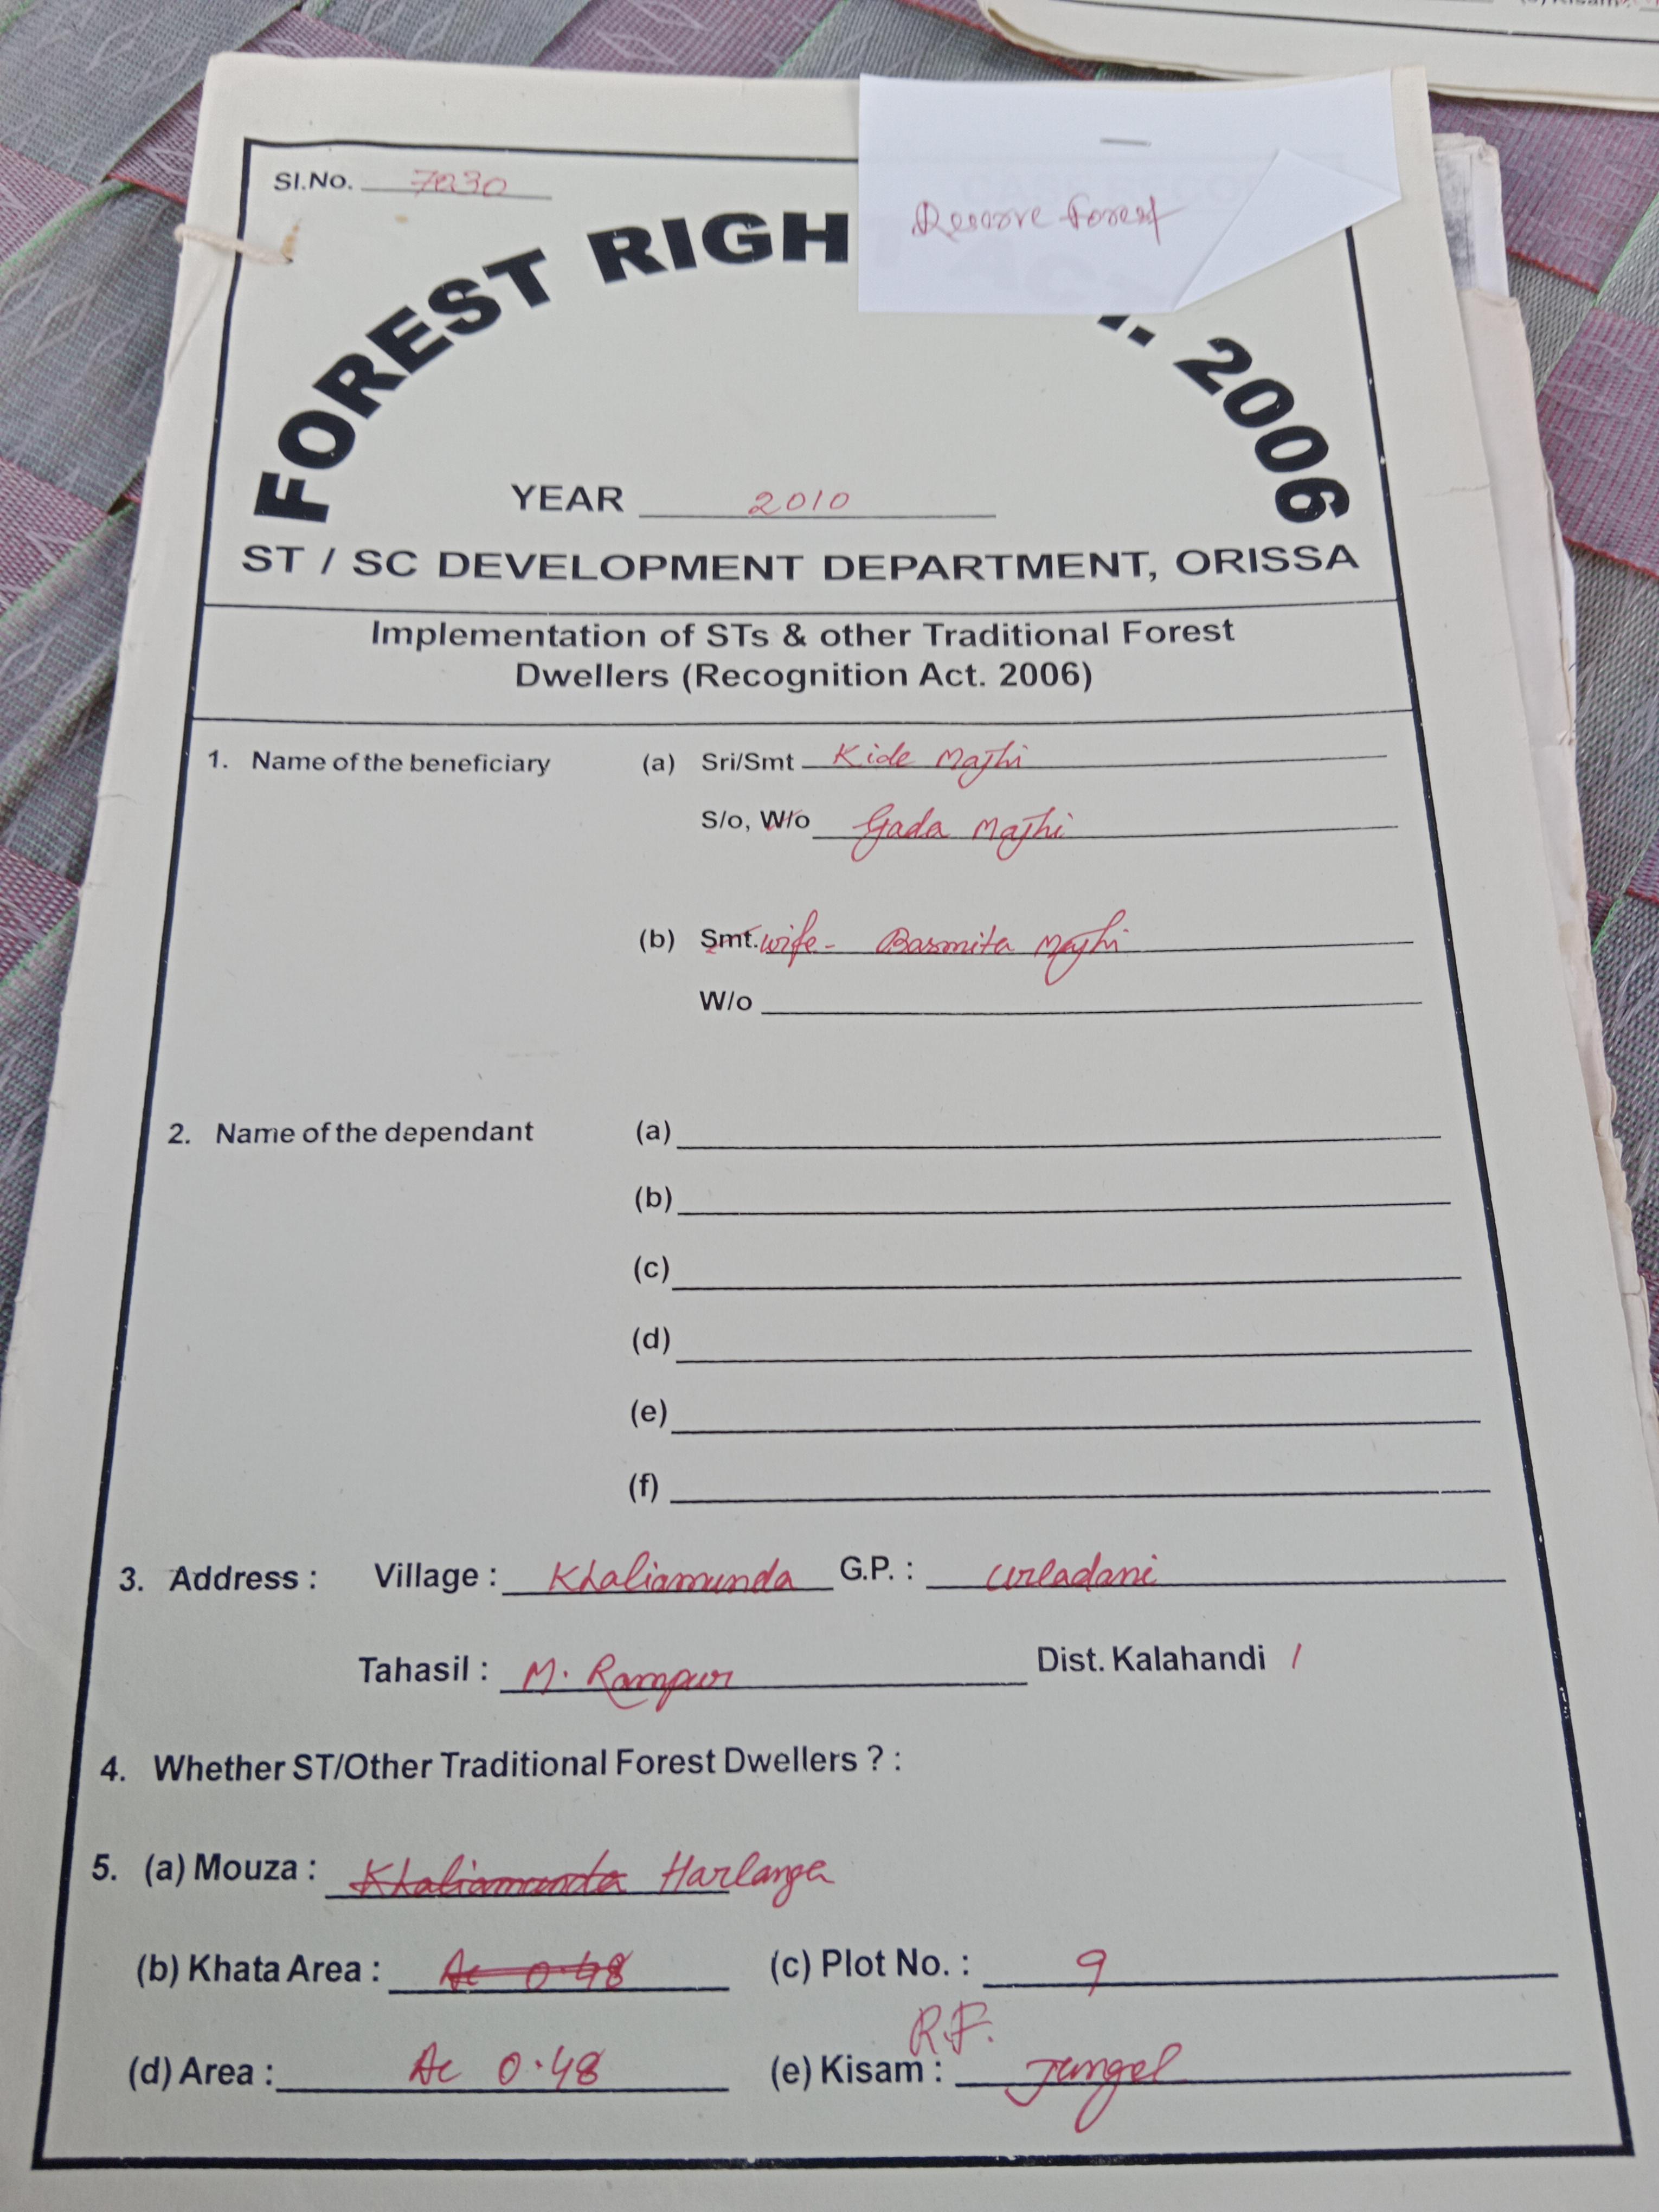 Sl.No. 7030
Reserve Forest
FOREST RIGH 2006
YEAR 2010
ST / SC DEVELOPMENT DEPARTMENT, ORISSA
Implementation of STs & other Traditional Forest
Dwellers (Recognition Act. 2006)
1. Name of the beneficiary (a) Sri/Smt Kide Majhi
S/o, W/o Gada Majhi
(b) Smt. wife- Basmita Majhi
W/o
2. Name of the dependant (a)
(b)
(c)
(d)
(e)
(f)
3. Address : Village : Khaliamunda G.P. : Urladani
Tahasil : M. Rampur Dist. Kalahandi /
4. Whether ST/Other Traditional Forest Dwellers ? :
5. (a) Mouza : Khaliamunda Harlanga
(b) Khata Area : Ac 0.48 (c) Plot No. : 9
R.F.
(d) Area : Ac 0.48 (e) Kisam : Jungel